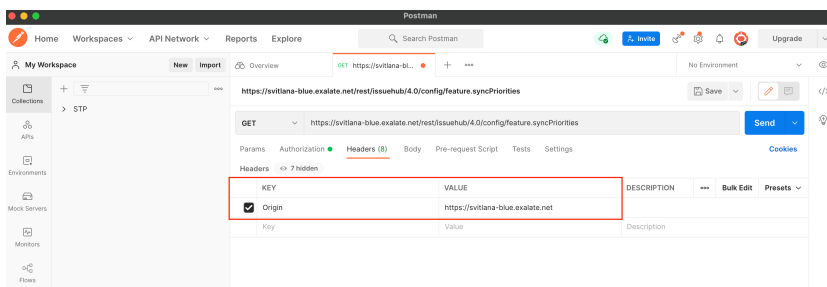 Postman
Home Workspaces API Network Reports Explore Search Postman Invite Upgrade
My Workspace New Import Overview GET https://svitlana-bl... No Environment
Collections
STP
https://svitlana-blue.exalate.net/rest/issuehub/4.0/config/feature.syncPriorities Save
APIs
GET https://svitlana-blue.exalate.net/rest/issuehub/4.0/config/feature.syncPriorities Send
Params Authorization Headers (8) Body Pre-request Script Tests Settings Cookies
Environments
Headers 7 hidden
KEY VALUE DESCRIPTION Bulk Edit Presets
Mock Servers
Origin https://svitlana-blue.exalate.net
Key Value Description
Monitors
Flows